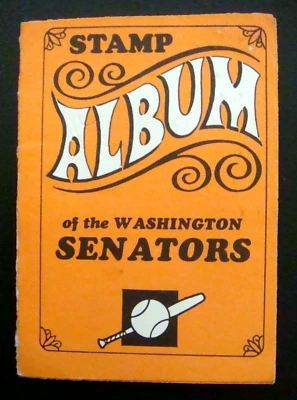 STAMP
ALBUM
of the WASHINGTON
SENATORS